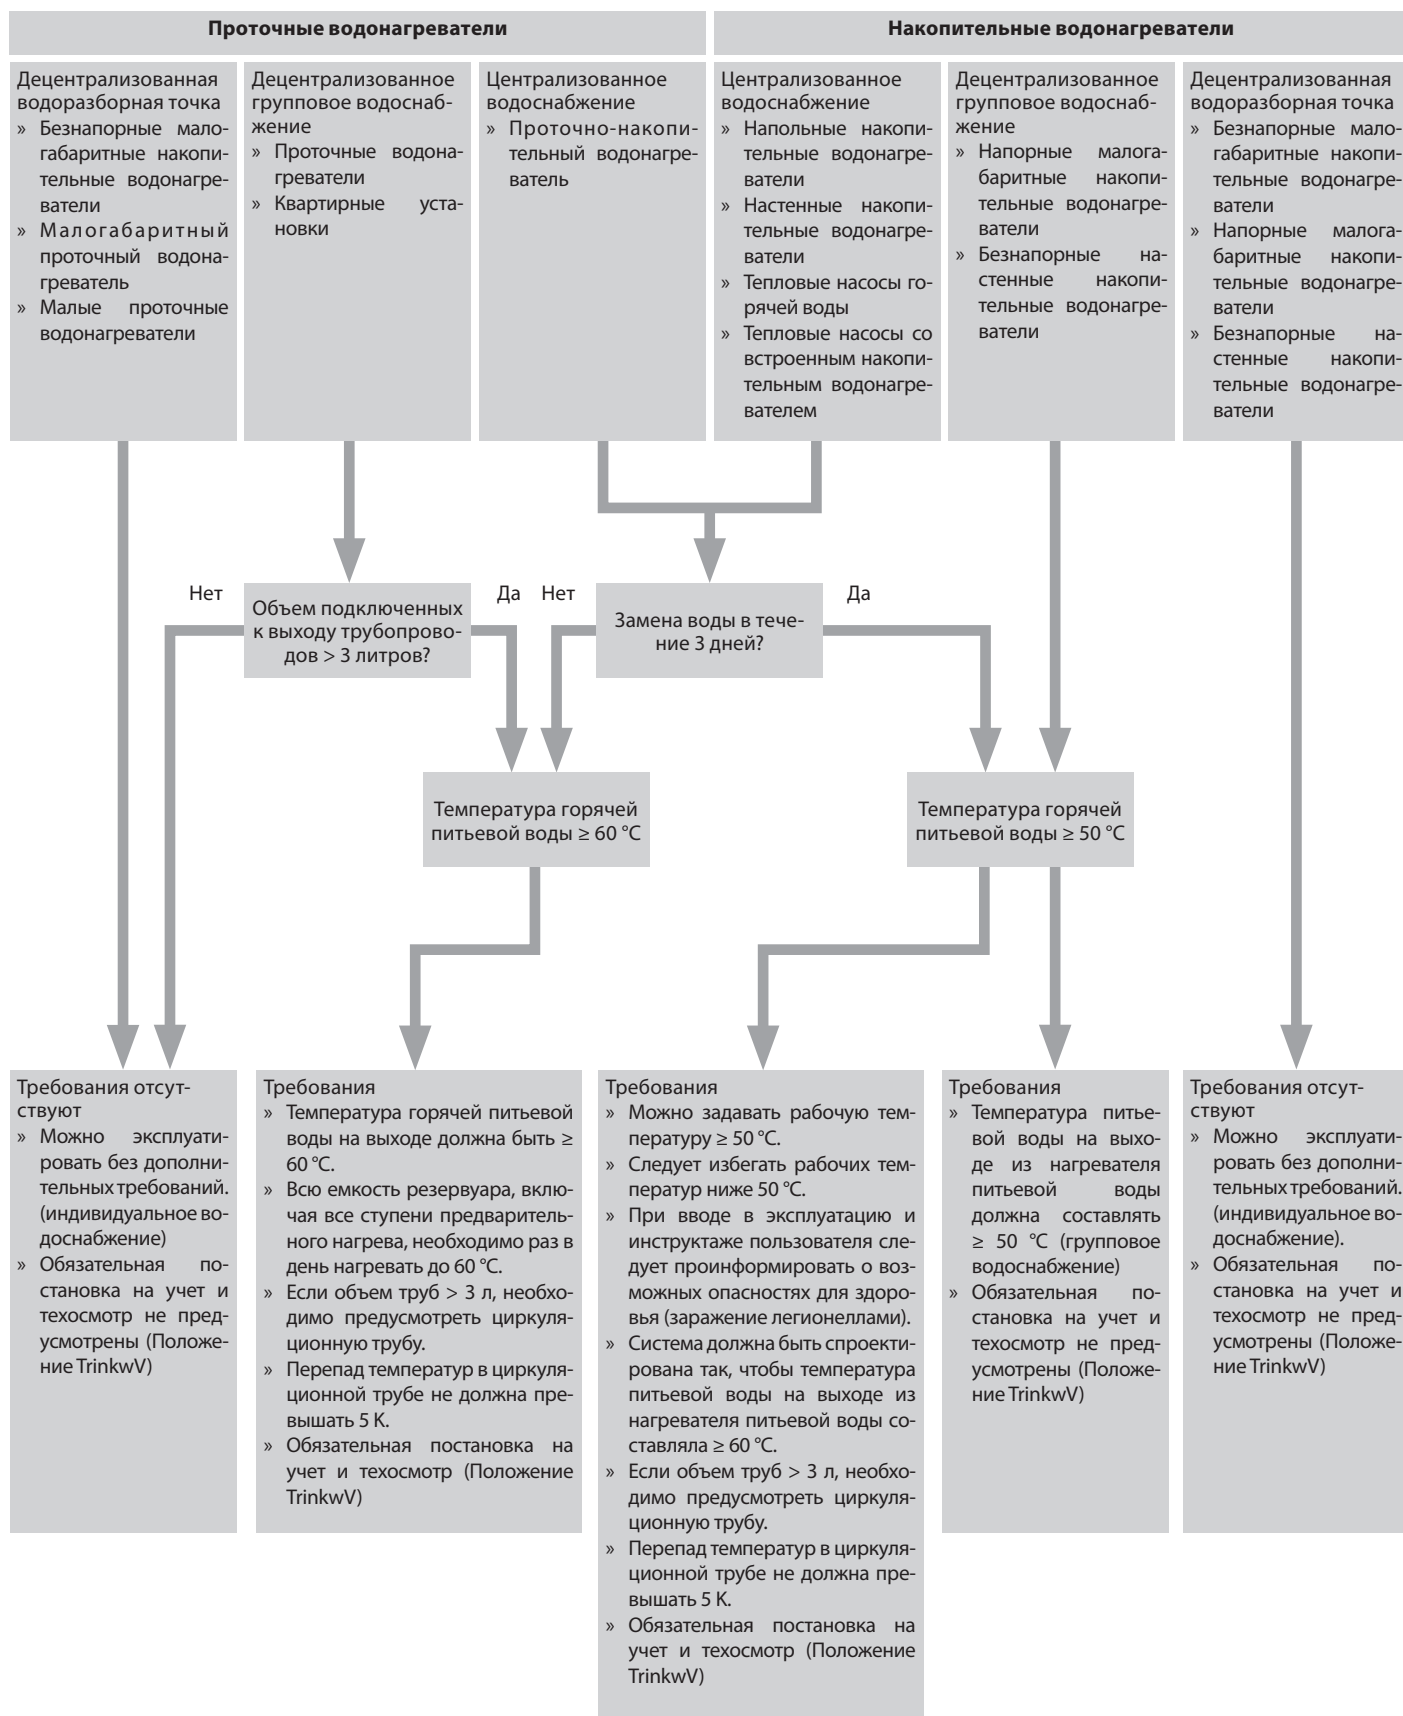 Проточные водонагреватели
Накопительные водонагреватели
Децентрализованная
водоразборная точка
» Безнапорные мало-
габаритные накопи-
тельные водонагре-
ватели
» Малогабаритный
проточный водона-
греватель
» Малые проточные
водонагреватели
Децентрализованное
групповое водоснаб-
жение
» Проточные водона-
греватели
» Квартирные уста-
новки
Централизованное
водоснабжение
» Проточно-накопи-
тельный водонагре-
ватель
Централизованное
водоснабжение
» Напольные накопи-
тельные водонагре-
ватели
» Настенные накопи-
тельные водонагре-
ватели
» Тепловые насосы го-
рячей воды
» Тепловые насосы со
встроенным накопи-
тельным водонагре-
вателем
Децентрализованное
групповое водоснаб-
жение
» Напорные малога-
баритные накопи-
тельные водонагре-
ватели
» Безнапорные на-
стенные накопи-
тельные водонагре-
ватели
Децентрализованная
водоразборная точка
» Безнапорные мало-
габаритные накопи-
тельные водонагре-
ватели
» Напорные малога-
баритные накопи-
тельные водонагре-
ватели
» Безнапорные на-
стенные накопи-
тельные водонагре-
ватели
Нет
Объем подключенных
к выходу трубопрово-
дов > 3 литров?
Да
Нет
Замена воды в тече-
ние 3 дней?
Да
Температура горячей
питьевой воды ≥ 60 °C
Температура горячей
питьевой воды ≥ 50 °C
Требования отсут-
ствуют
» Можно эксплуати-
ровать без дополни-
тельных требований.
(индивидуальное во-
доснабжение)
» Обязательная по-
становка на учет и
техосмотр не пред-
усмотрены (Положе-
ние TrinkwV)
Требования
» Температура горячей питьевой
воды на выходе должна быть ≥
60 °C.
» Всю емкость резервуара, вклю-
чая все ступени предваритель-
ного нагрева, необходимо раз в
день нагревать до 60 °C.
» Если объем труб > 3 л, необхо-
димо предусмотреть циркуля-
ционную трубу.
» Перепад температур в циркуля-
ционной трубе не должна пре-
вышать 5 K.
» Обязательная постановка на
учет и техосмотр (Положение
TrinkwV)
Требования
» Можно задавать рабочую тем-
пературу ≥ 50 °C.
» Следует избегать рабочих тем-
ператур ниже 50 °C.
» При вводе в эксплуатацию и
инструктаже пользователя сле-
дует проинформировать о воз-
можных опасностях для здоро-
вья (заражение легионеллами).
» Система должна быть спроекти-
рована так, чтобы температура
питьевой воды на выходе из
нагревателя питьевой воды со-
ставляла ≥ 60 °C.
» Если объем труб > 3 л, необхо-
димо предусмотреть циркуля-
ционную трубу.
» Перепад температур в циркуля-
ционной трубе не должна пре-
вышать 5 K.
» Обязательная постановка на
учет и техосмотр (Положение
TrinkwV)
Требования
» Температура питье-
вой воды на выхо-
де из нагревателя
питьевой воды
должна составлять
≥ 50 °C (групповое
водоснабжение)
» Обязательная по-
становка на учет и
техосмотр не пред-
усмотрены (Положе-
ние TrinkwV)
Требования отсут-
ствуют
» Можно эксплуати-
ровать без дополни-
тельных требований.
(индивидуальное во-
доснабжение).
» Обязательная по-
становка на учет и
техосмотр не пред-
усмотрены (Положе-
ние TrinkwV)